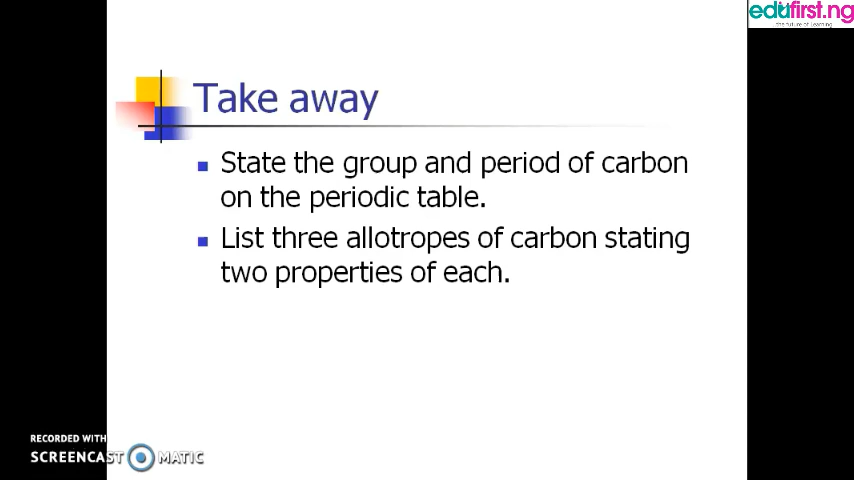 edufirst.ng
the future of learning
Take away
State the group and period of carbon
on the periodic table.
List three allotropes of carbon stating
two properties of each.
RECORDED WITH
SCREENCAST MATIC